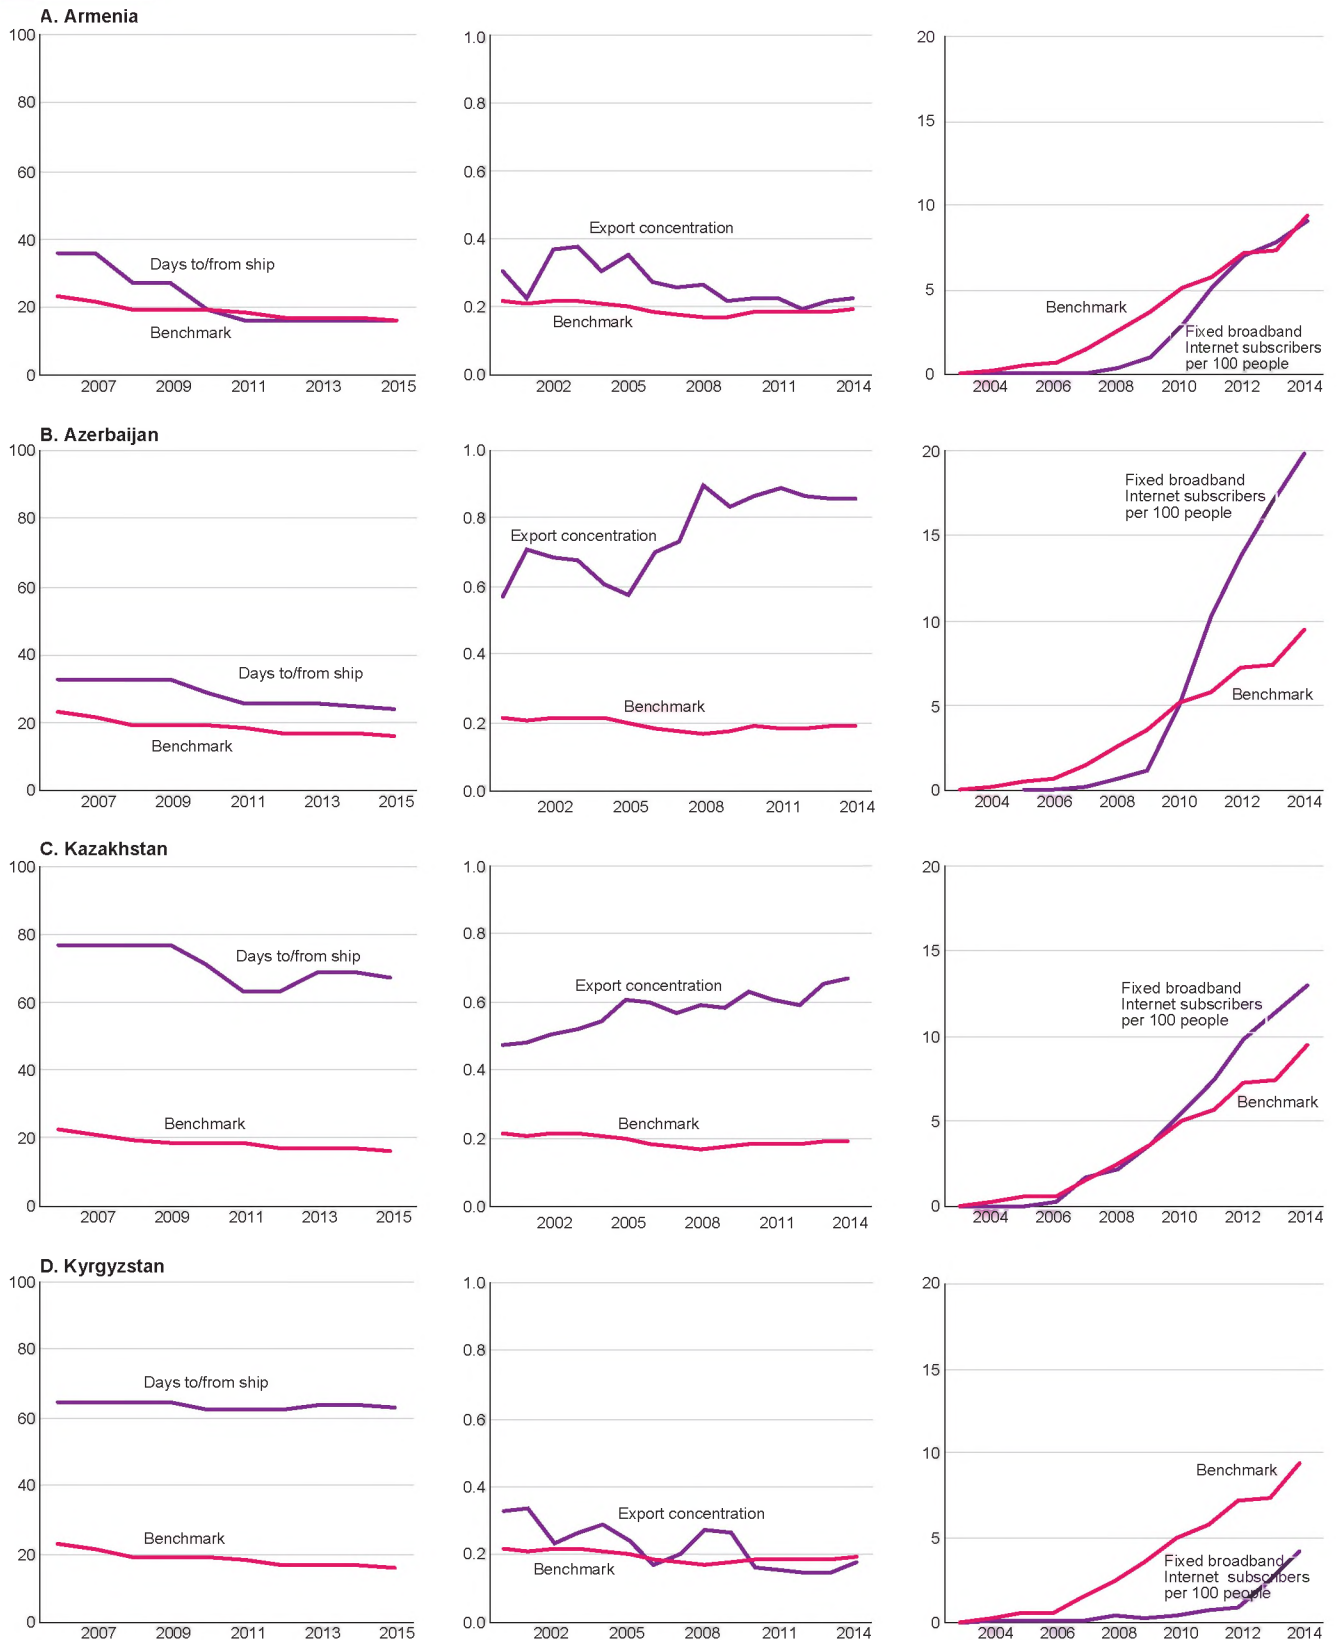 A. Armenia
100
80
60
40
20
0
Days to/from ship
Benchmark
2007 2009 2011 2013 2015
1.0
0.8
0.6
0.4
0.2
0.0
Export concentration
Benchmark
2002 2005 2008 2011 2014
20
15
10
5
0
Benchmark
Fixed broadband
Internet subscribers
per 100 people
2004 2006 2008 2010 2012 2014
B. Azerbaijan
100
80
60
40
20
0
Days to/from ship
Benchmark
2007 2009 2011 2013 2015
1.0
0.8
0.6
0.4
0.2
0.0
Export concentration
Benchmark
2002 2005 2008 2011 2014
20
15
10
5
0
Fixed broadband
Internet subscribers
per 100 people
Benchmark
2004 2006 2008 2010 2012 2014
C. Kazakhstan
100
80
60
40
20
0
Days to/from ship
Benchmark
2007 2009 2011 2013 2015
1.0
0.8
0.6
0.4
0.2
0.0
Export concentration
Benchmark
2002 2005 2008 2011 2014
20
15
10
5
0
Fixed broadband
Internet subscribers
per 100 people
Benchmark
2004 2006 2008 2010 2012 2014
D. Kyrgyzstan
100
80
60
40
20
0
Days to/from ship
Benchmark
2007 2009 2011 2013 2015
1.0
0.8
0.6
0.4
0.2
0.0
Export concentration
Benchmark
2002 2005 2008 2011 2014
20
15
10
5
0
Benchmark
Fixed broadband
Internet subscribers
per 100 people
2004 2006 2008 2010 2012 2014